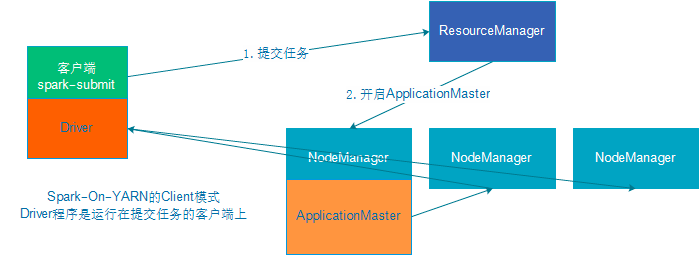 ResourceManager
1. 提交任务
客户端
spark-submit
2. 开启ApplicationMaster
Driver
NodeManager
NodeManager
NodeManager
Spark-On-YARN的Client模式
Driver程序是运行在提交任务的客户端上
ApplicationMaster